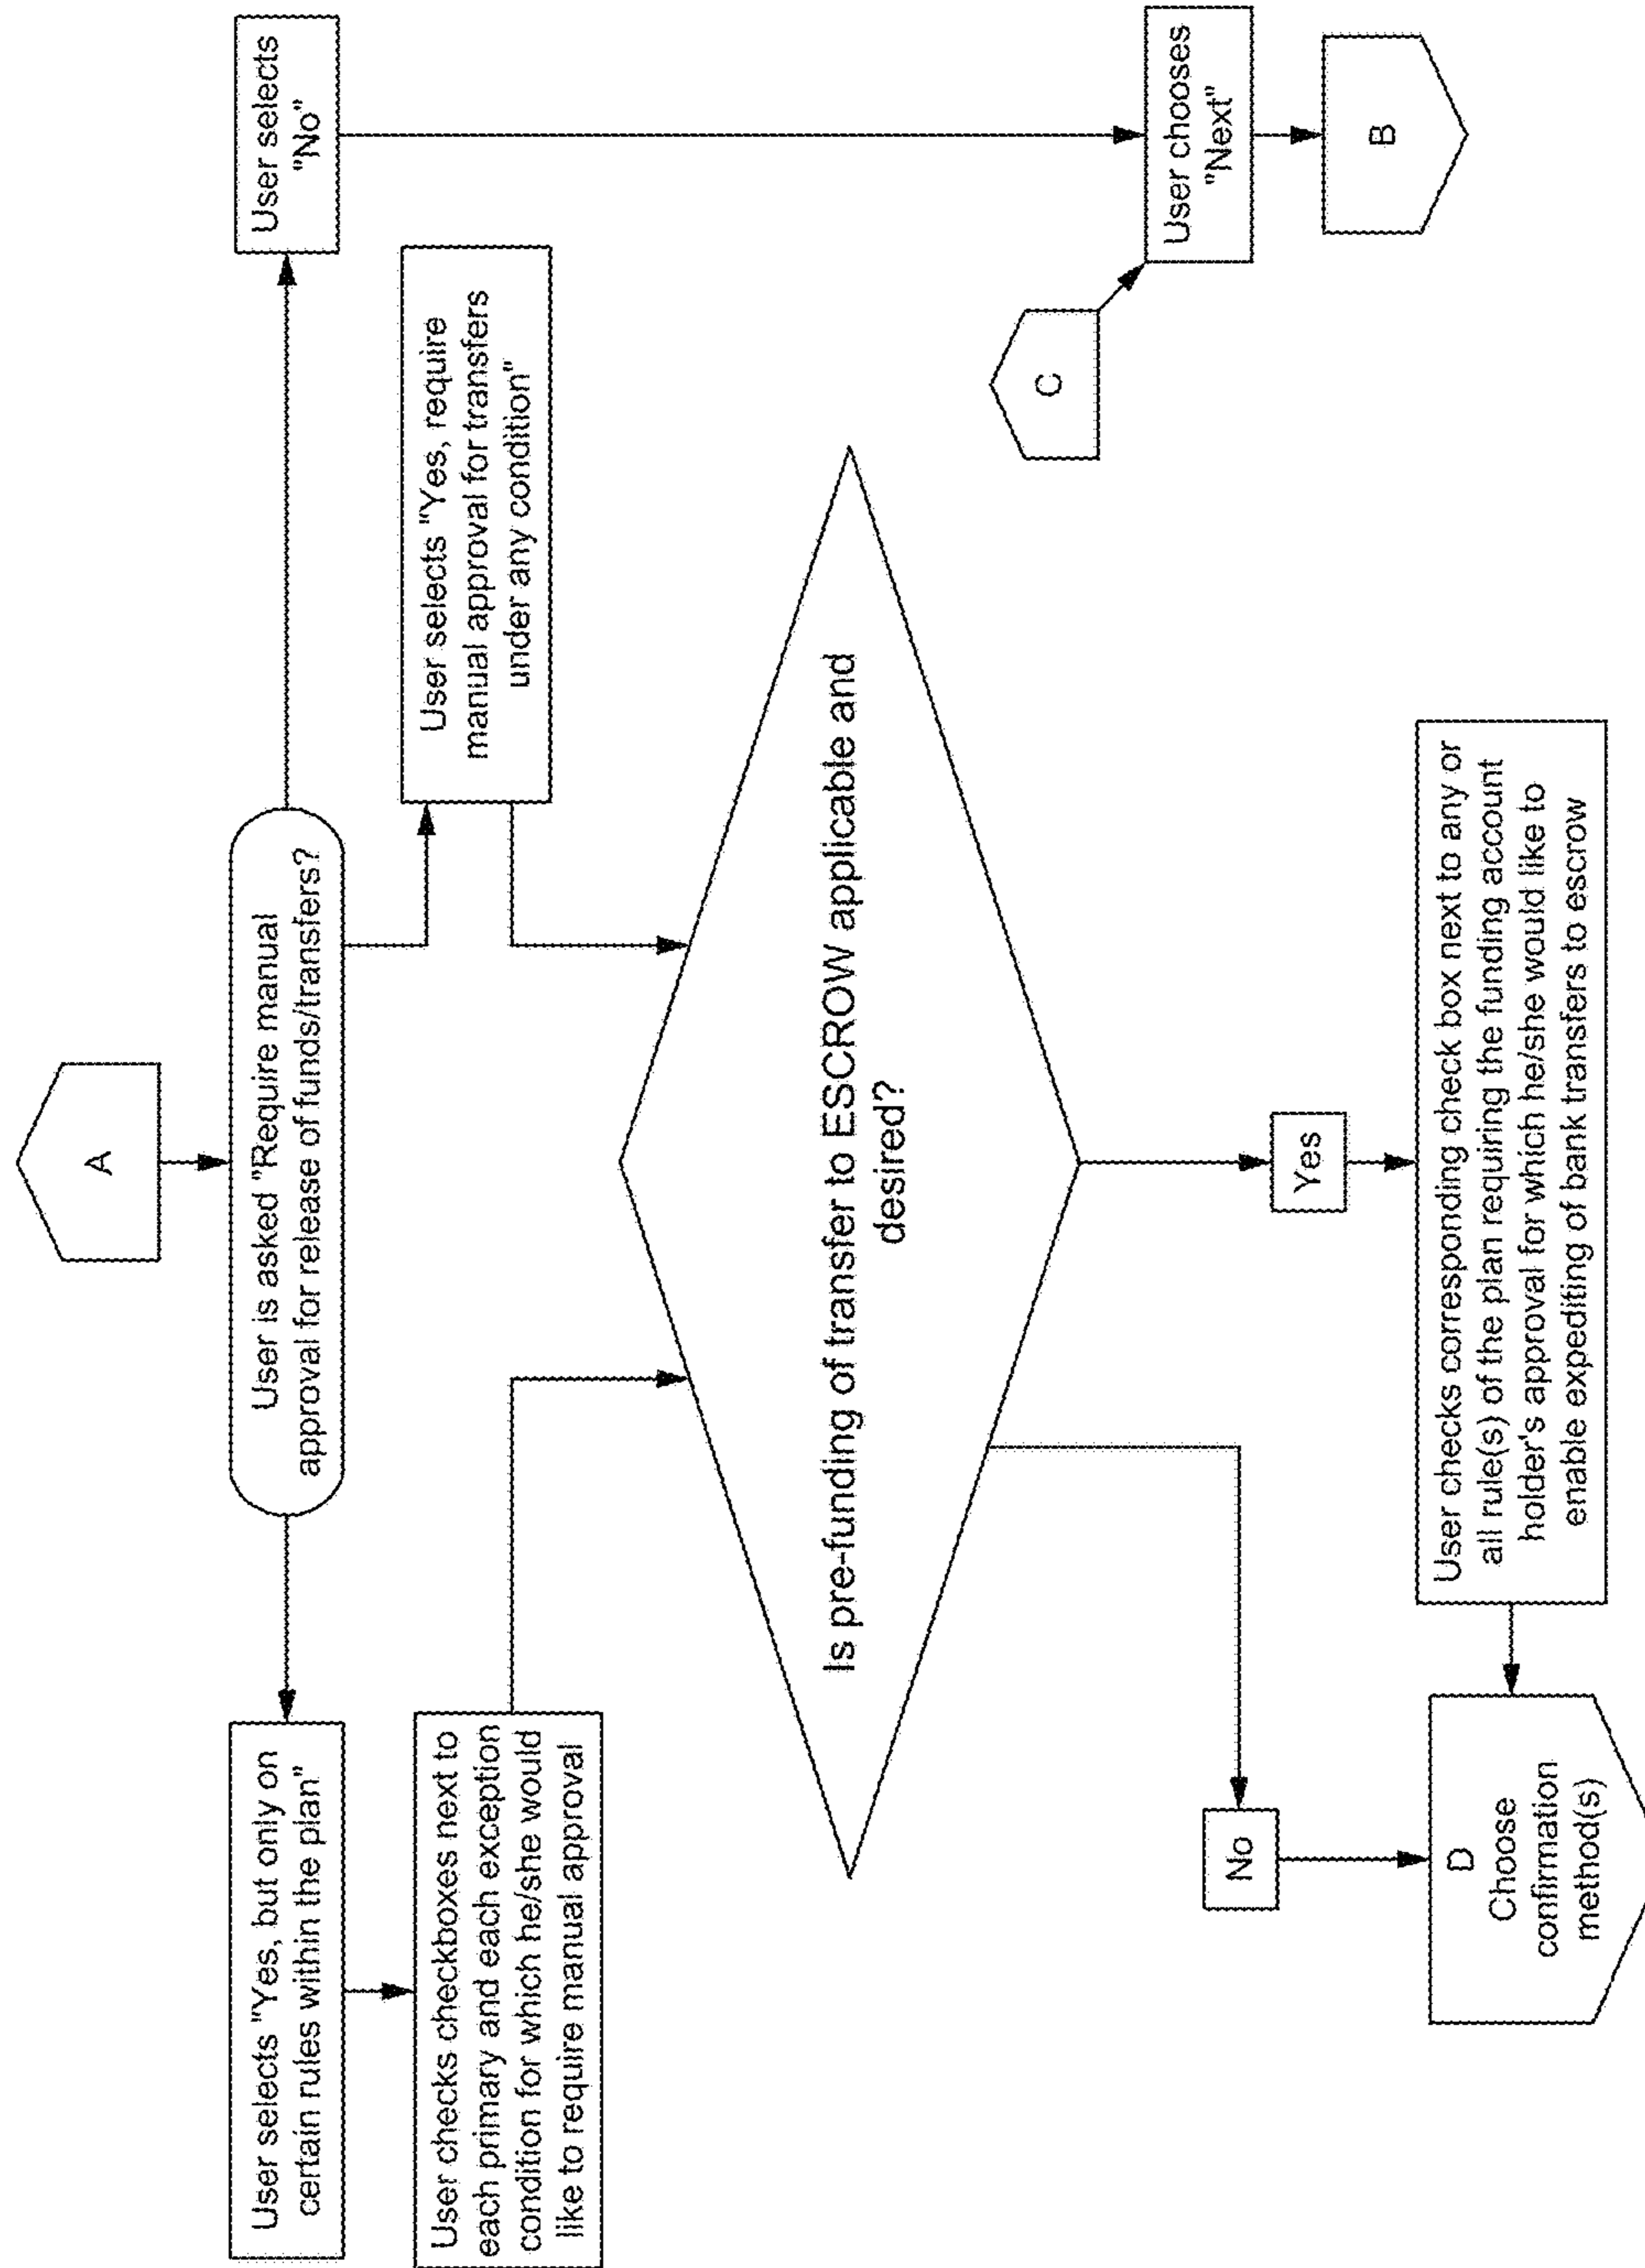 A
User is asked "Require manual
approval for release of funds/transfers?
User selects "Yes, but only on
certain rules within the plan"
User selects
"No"
User checks checkboxes next to
each primary and each exception
condition for which he/she would
like to require manual approval
User selects "Yes, require
manual approval for transfers
under any condition"
Is pre-funding of transfer to ESCROW applicable and
desired?
C
User chooses
"Next"
No
Yes
B
D
Choose
confirmation
method(s)
User checks corresponding check box next to any or
all rule(s) of the plan requiring the funding account
holder's approval for which he/she would like to
enable expediting of bank transfers to escrow